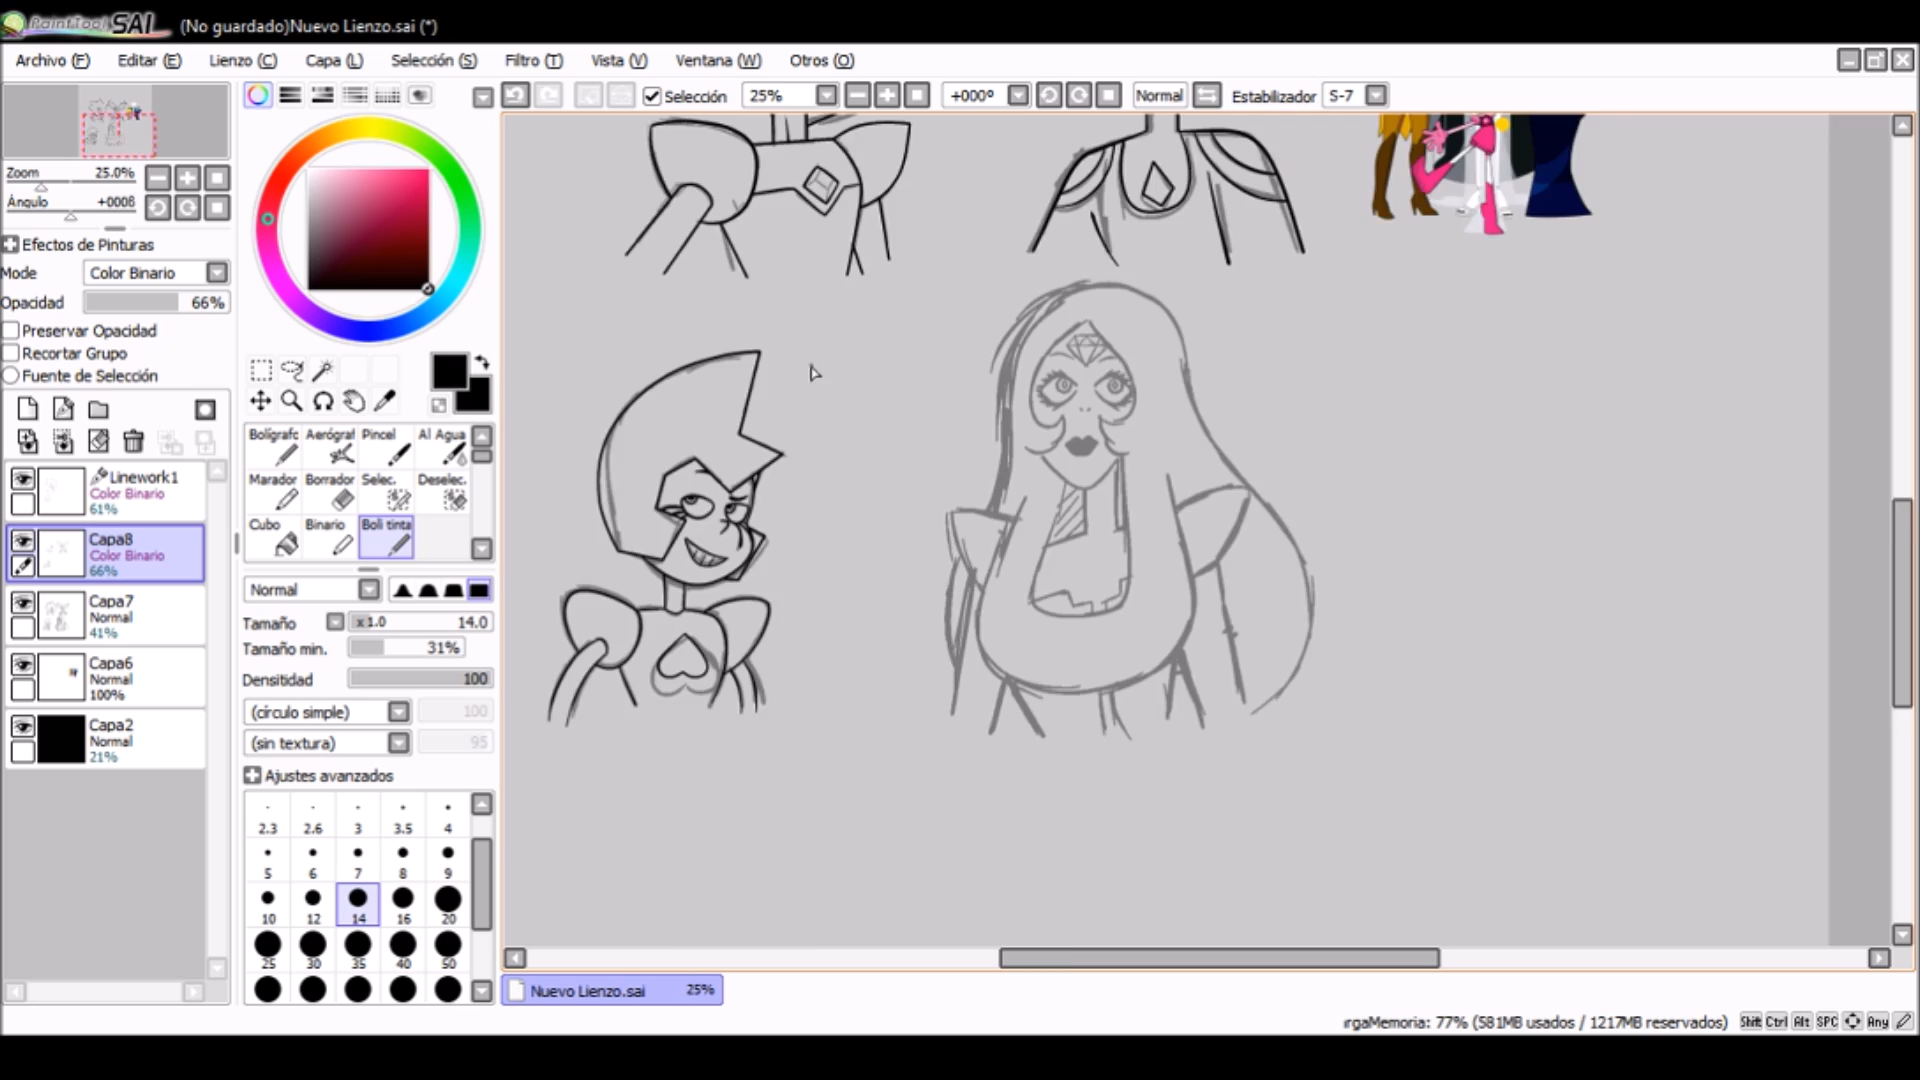 PaintTool SAI (No guardado)Nuevo Lienzo.sai (*)
Archivo (F) Editar (E) Lienzo (C) Capa (L) Selección (S) Filtro (T) Vista (V) Ventana (W) Otros (O)
Selección 25% +000º Normal Estabilizador S-7
Zoom 25.0%
Ángulo +000ß
Efectos de Pinturas
Mode Color Binario
Opacidad 66%
Preservar Opacidad
Recortar Grupo
Fuente de Selección
Linework1
Color Binario
61%
Capa8
Color Binario
66%
Capa7
Normal
41%
Capa6
Normal
100%
Capa2
Normal
21%
Bolígrafo Aerógraf Pincel Al Agua
Marador Borrador Selec. Deselec.
Cubo Binario Boli tinta
Normal
Tamaño x1.0 14.0
Tamaño min. 31%
Densitidad 100
(círculo simple) 100
(sin textura) 95
Ajustes avanzados
2.3 2.6 3 3.5 4
5 6 7 8 9
10 12 14 16 20
25 30 35 40 50
Nuevo Lienzo.sai 25%
ırgaMemoria: 77% (581MB usados / 1217MB reservados) Shift Ctrl Alt SPC Any